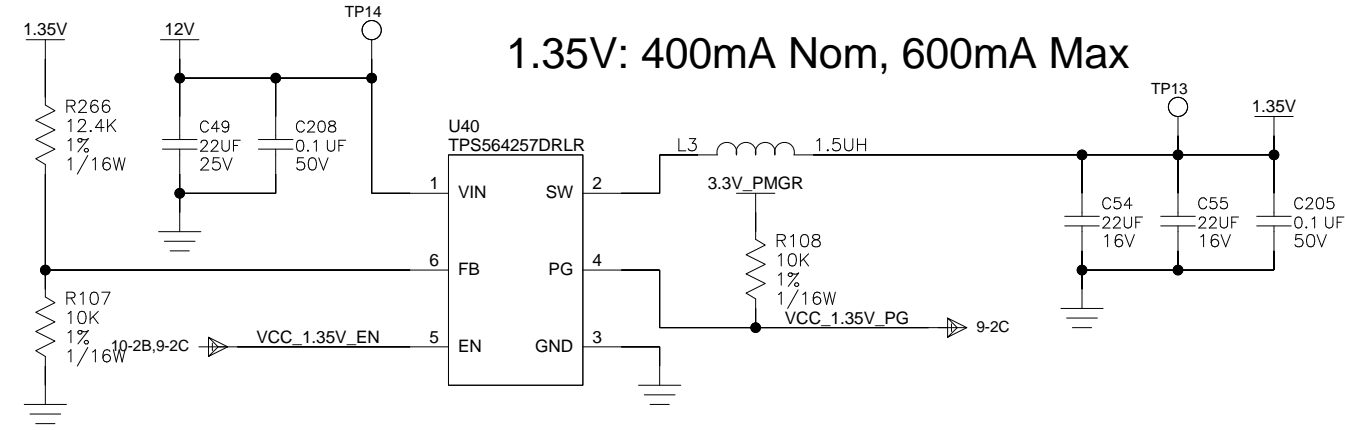 1.35V: 400mA Nom, 600mA Max
1.35V
R266
12.4K
1%
1/16W
R107
10K
1%
1/16W
12V
TP14
C49
22UF
25V
C208
0.1 UF
50V
10-2B,9-2C
VCC_1.35V_EN
U40
TPS564257DRLR
1
VIN
SW
2
6
FB
PG
4
5
EN
GND
3
L3
1.5UH
3.3V_PMGR
R108
10K
1%
1/16W
VCC_1.35V_PG
9-2C
TP13
1.35V
C54
22UF
16V
C55
22UF
16V
C205
0.1 UF
50V